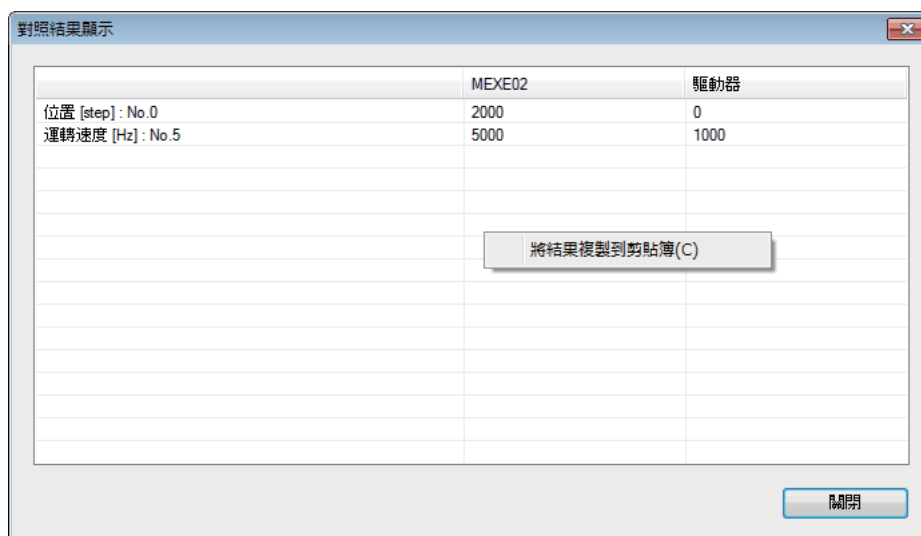 對照結果顯示
MEXE02 驅動器
位置 [step] : No.0 2000 0
運轉速度 [Hz] : No.5 5000 1000
將結果複製到剪貼簿(C)
關閉